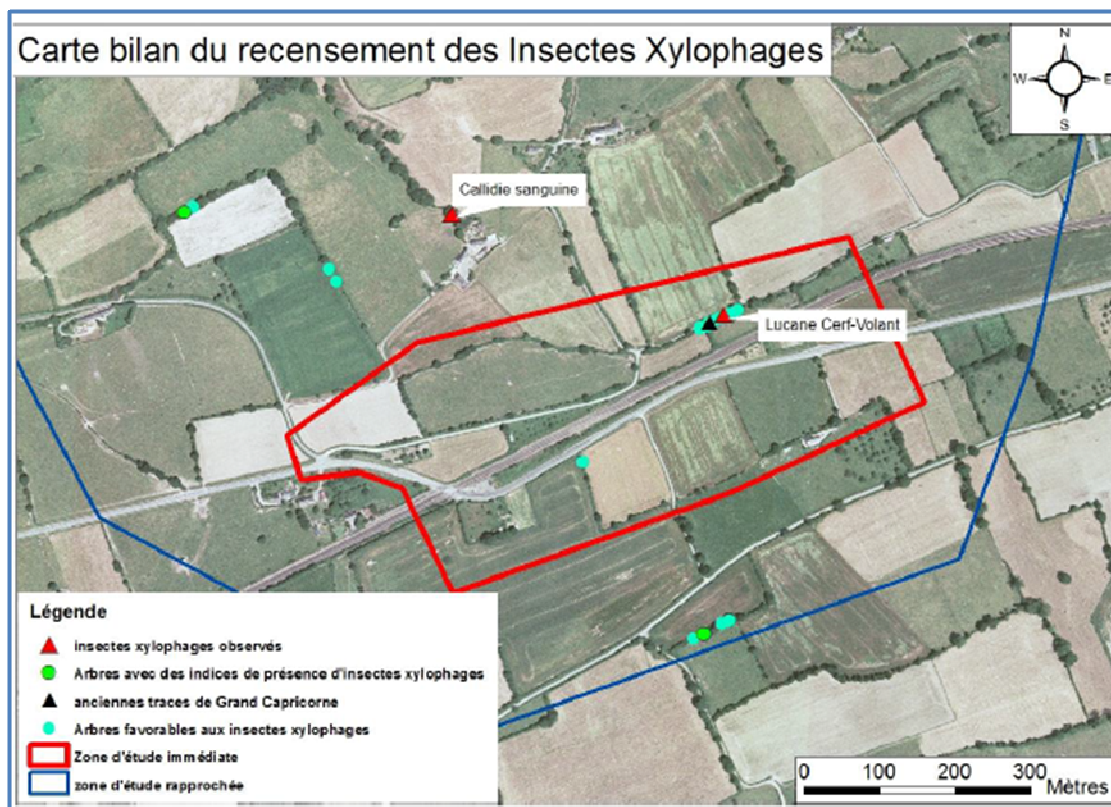 Carte bilan du recensement des Insectes Xylophages
N
W E
S
Callidie sanguine
Lucane Cerf-Volant
Légende
insectes xylophages observés
Arbres avec des indices de présence d'insectes xylophages
anciennes traces de Grand Capricorne
Arbres favorables aux insectes xylophages
Zone d'étude immédiate
zone d'étude rapprochée
0 100 200 300
Mètres